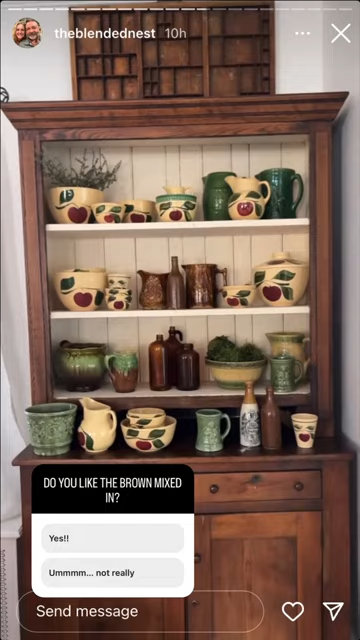 theblendednest 10h
DO YOU LIKE THE BROWN MIXED
IN?
Yes!!
Ummmm... not really
Send message